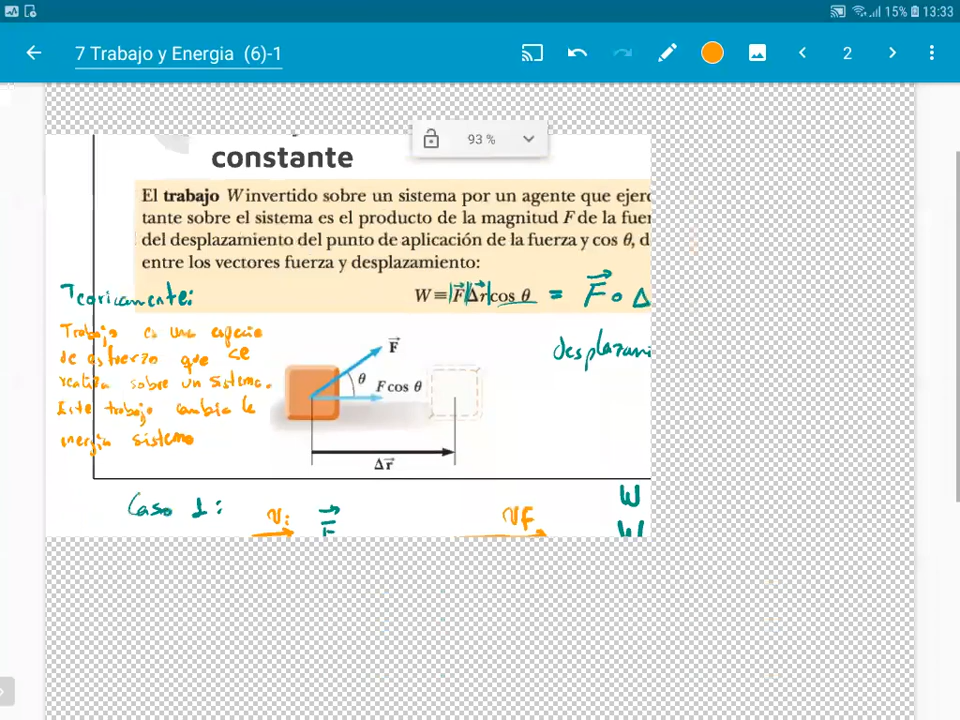 15% 13:33
7 Trabajo y Energia (6)-1
2
93 %
constante
El trabajo W invertido sobre un sistema por un agente que ejer
tante sobre el sistema es el producto de la magnitud F de la fuer
del desplazamiento del punto de aplicación de la fuerza y cos θ, d
entre los vectores fuerza y desplazamiento:
Teoricamente:
W ≡ |F⃗||Δr⃗| cos θ = F⃗ ∘ Δ
Trabajo es una especie
de esfuerzo que se
realiza sobre un sistema.
Este trabajo cambia la
energia sistema
desplazami
F⃗
θ
F cos θ
Δr⃗
Caso 1:
vi
F⃗
vF
W
W